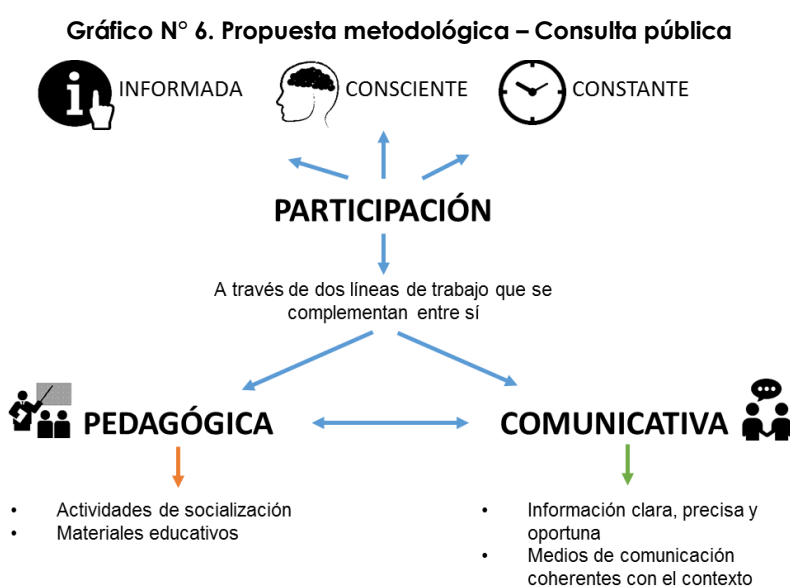 Gráfico N° 6. Propuesta metodológica – Consulta pública
INFORMADA
CONSCIENTE
CONSTANTE
PARTICIPACIÓN
A través de dos líneas de trabajo que se
complementan entre sí
PEDAGÓGICA
COMUNICATIVA
• Actividades de socialización
• Materiales educativos
• Información clara, precisa y
oportuna
• Medios de comunicación
coherentes con el contexto